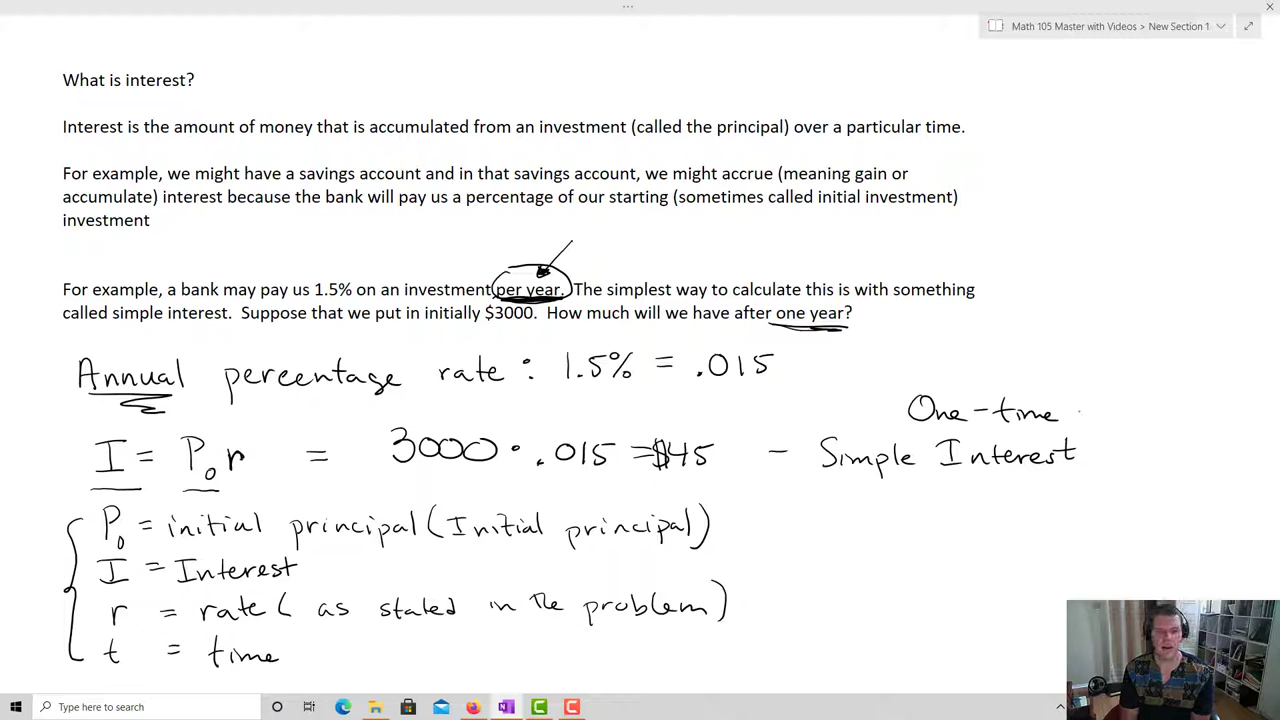 Math 105 Master with Videos > New Section 1
What is interest?
Interest is the amount of money that is accumulated from an investment (called the principal) over a particular time.
For example, we might have a savings account and in that savings account, we might accrue (meaning gain or
accumulate) interest because the bank will pay us a percentage of our starting (sometimes called initial investment)
investment
For example, a bank may pay us 1.5% on an investment per year. The simplest way to calculate this is with something
called simple interest. Suppose that we put in initially $3000. How much will we have after one year?
Annual percentage rate : 1.5% = .015
One-time
I = P₀r = 3000 · .015 = $45 - Simple Interest
P₀ = initial principal (Initial principal)
I = Interest
r = rate ( as stated in the problem)
t = time
Type here to search